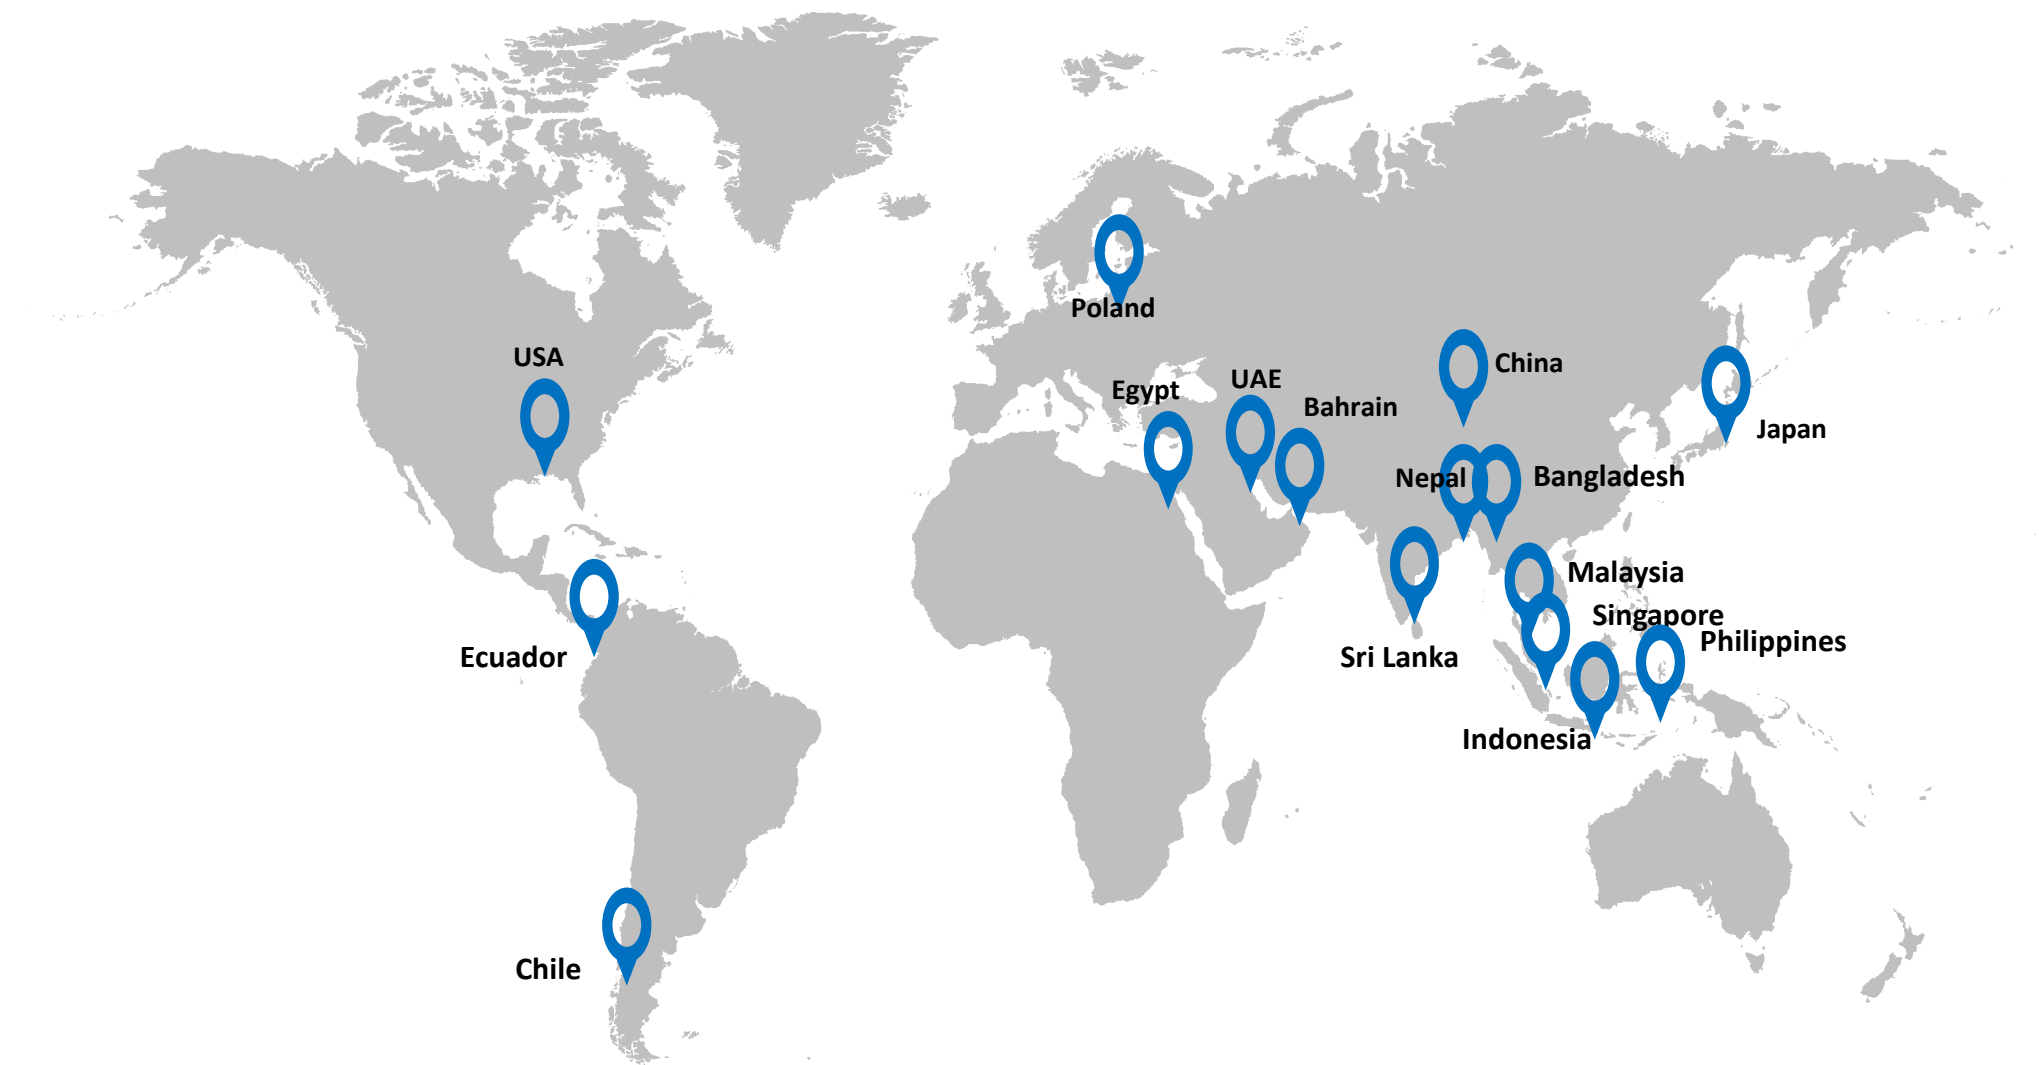 Poland
USA
China
UAE
Egypt
Bahrain
Japan
Nepal
Bangladesh
Malaysia
Singapore
Philippines
Ecuador
Sri Lanka
Indonesia
Chile